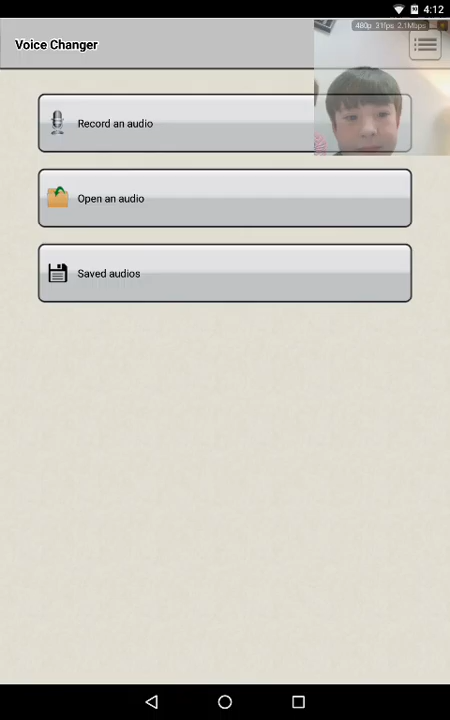 4:12
480p 31fps 2.1Mbps
Voice Changer
Record an audio
Open an audio
Saved audios